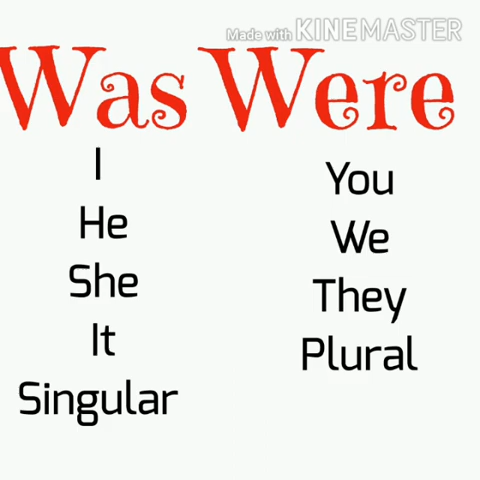 Made with KINEMASTER
Was Were
I
He
She
It
Singular
You
We
They
Plural